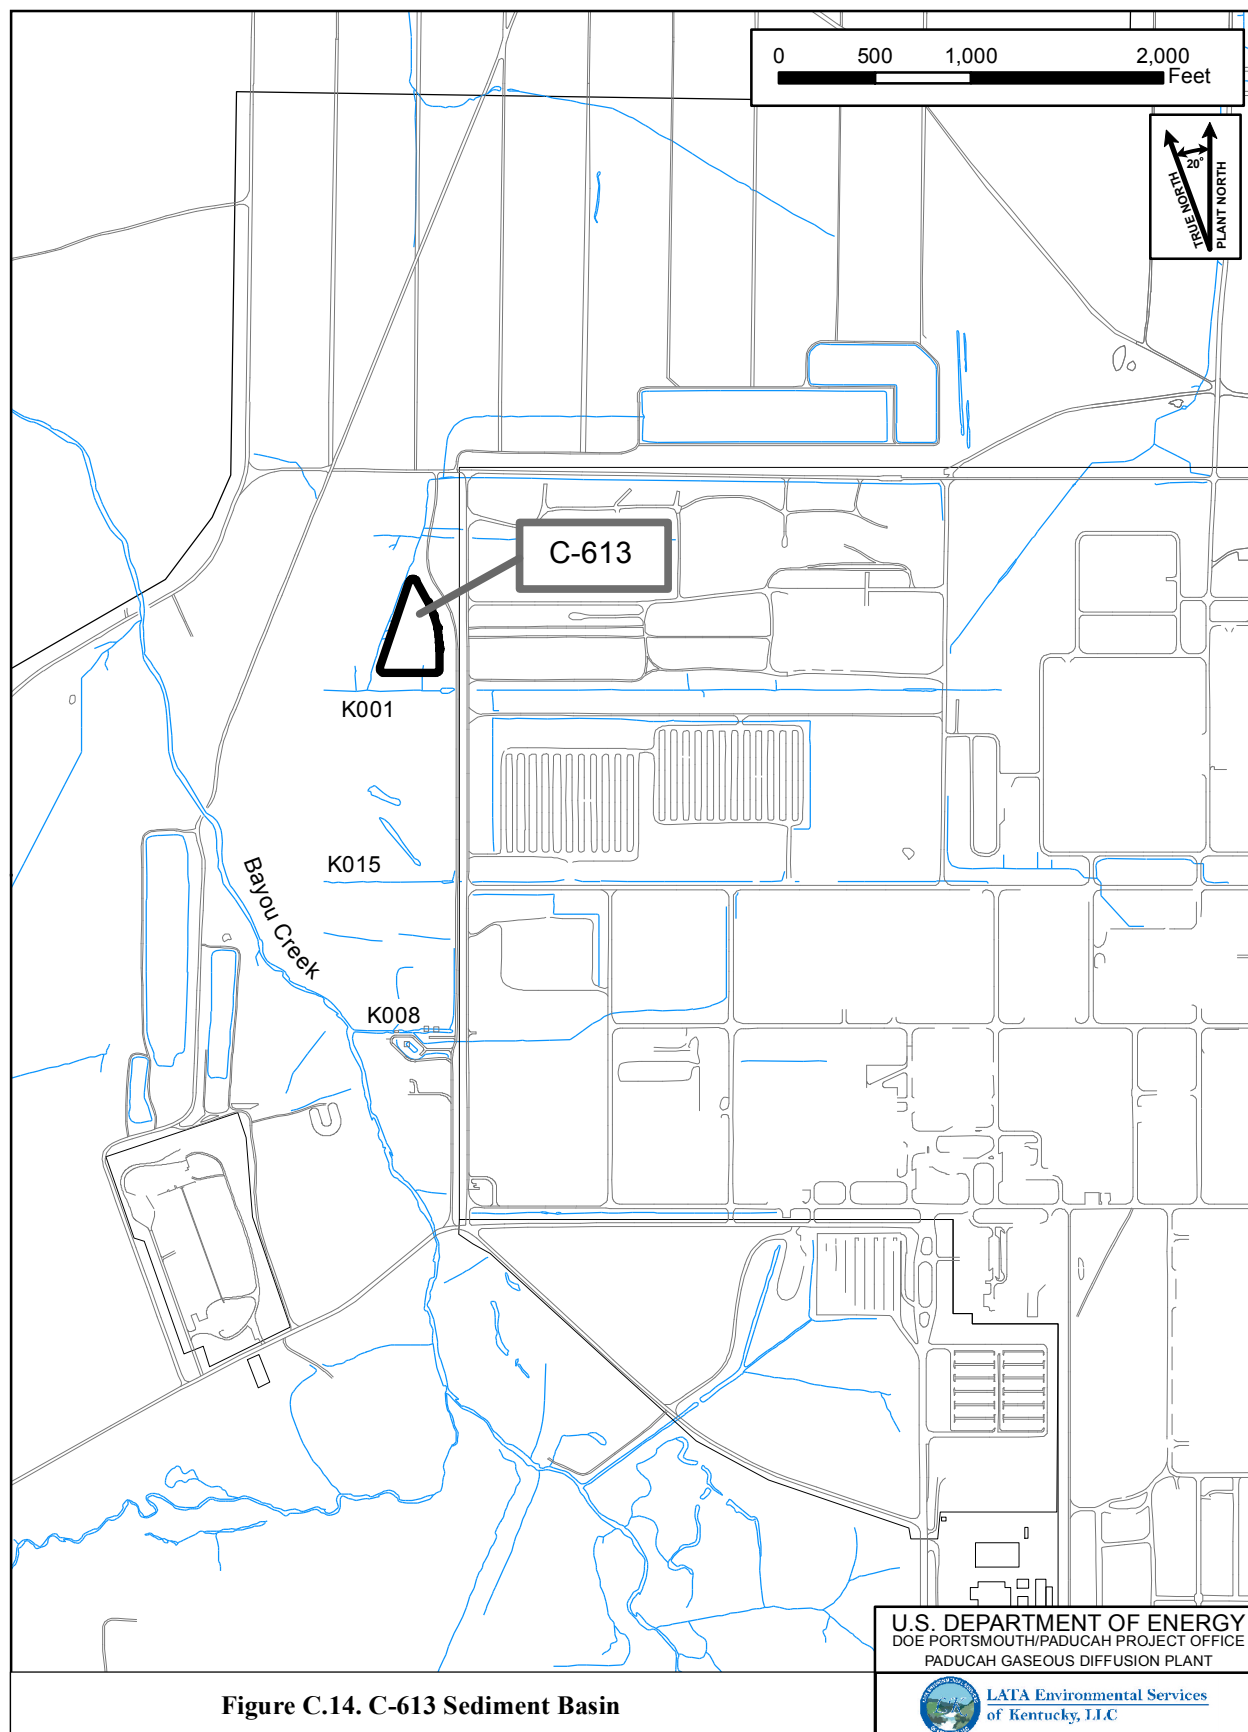 0 500 1,000 2,000
Feet
20°
TRUE NORTH
PLANT NORTH
C-613
K001
K015
Bayou Creek
K008
U.S. DEPARTMENT OF ENERGY
DOE PORTSMOUTH/PADUCAH PROJECT OFFICE
PADUCAH GASEOUS DIFFUSION PLANT
Figure C.14. C-613 Sediment Basin
LATA Environmental Services
of Kentucky, LLC